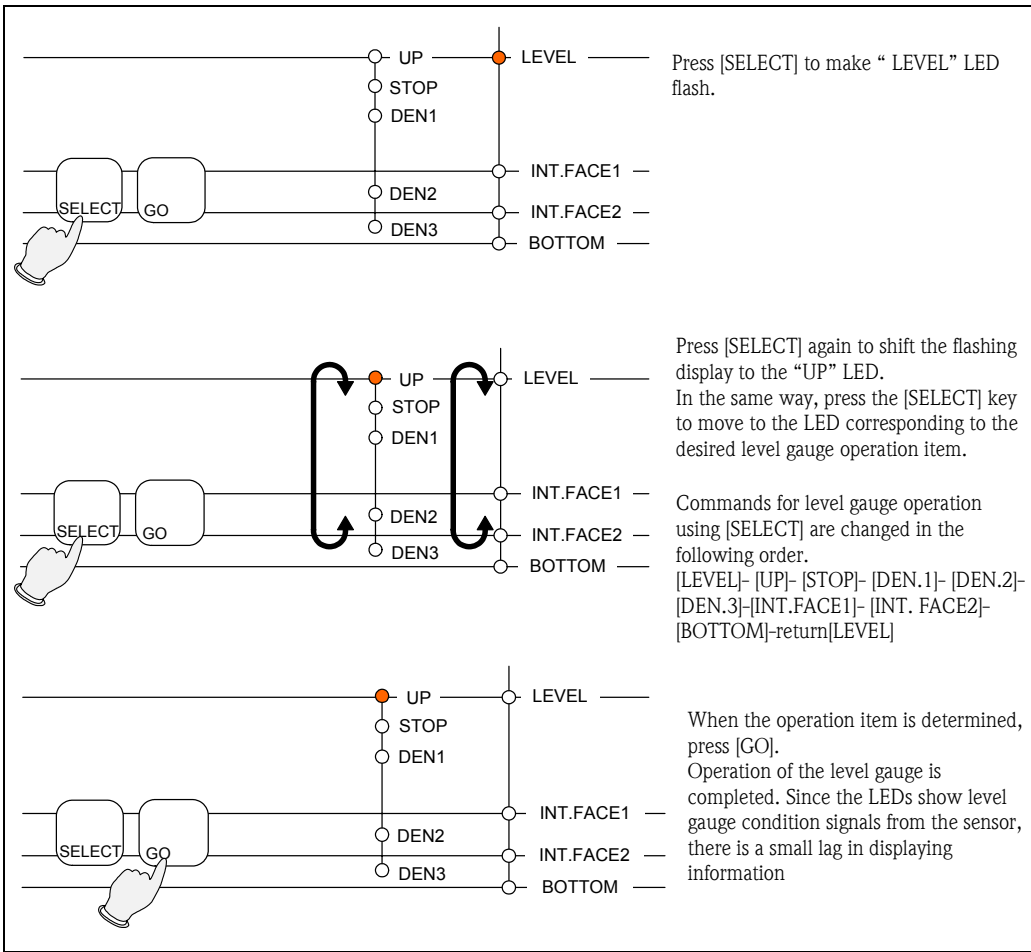 UP
LEVEL
STOP
DEN1
INT.FACE1
DEN2
INT.FACE2
DEN3
BOTTOM
SELECT
GO
Press [SELECT] to make “ LEVEL” LED
flash.
UP
LEVEL
STOP
DEN1
INT.FACE1
DEN2
INT.FACE2
DEN3
BOTTOM
SELECT
GO
Press [SELECT] again to shift the flashing
display to the “UP” LED.
In the same way, press the [SELECT] key
to move to the LED corresponding to the
desired level gauge operation item.
Commands for level gauge operation
using [SELECT] are changed in the
following order.
[LEVEL]- [UP]- [STOP]- [DEN.1]- [DEN.2]-
[DEN.3]-[INT.FACE1]- [INT. FACE2]-
[BOTTOM]-return[LEVEL]
UP
LEVEL
STOP
DEN1
INT.FACE1
DEN2
INT.FACE2
DEN3
BOTTOM
SELECT
GO
When the operation item is determined,
press [GO].
Operation of the level gauge is
completed. Since the LEDs show level
gauge condition signals from the sensor,
there is a small lag in displaying
information